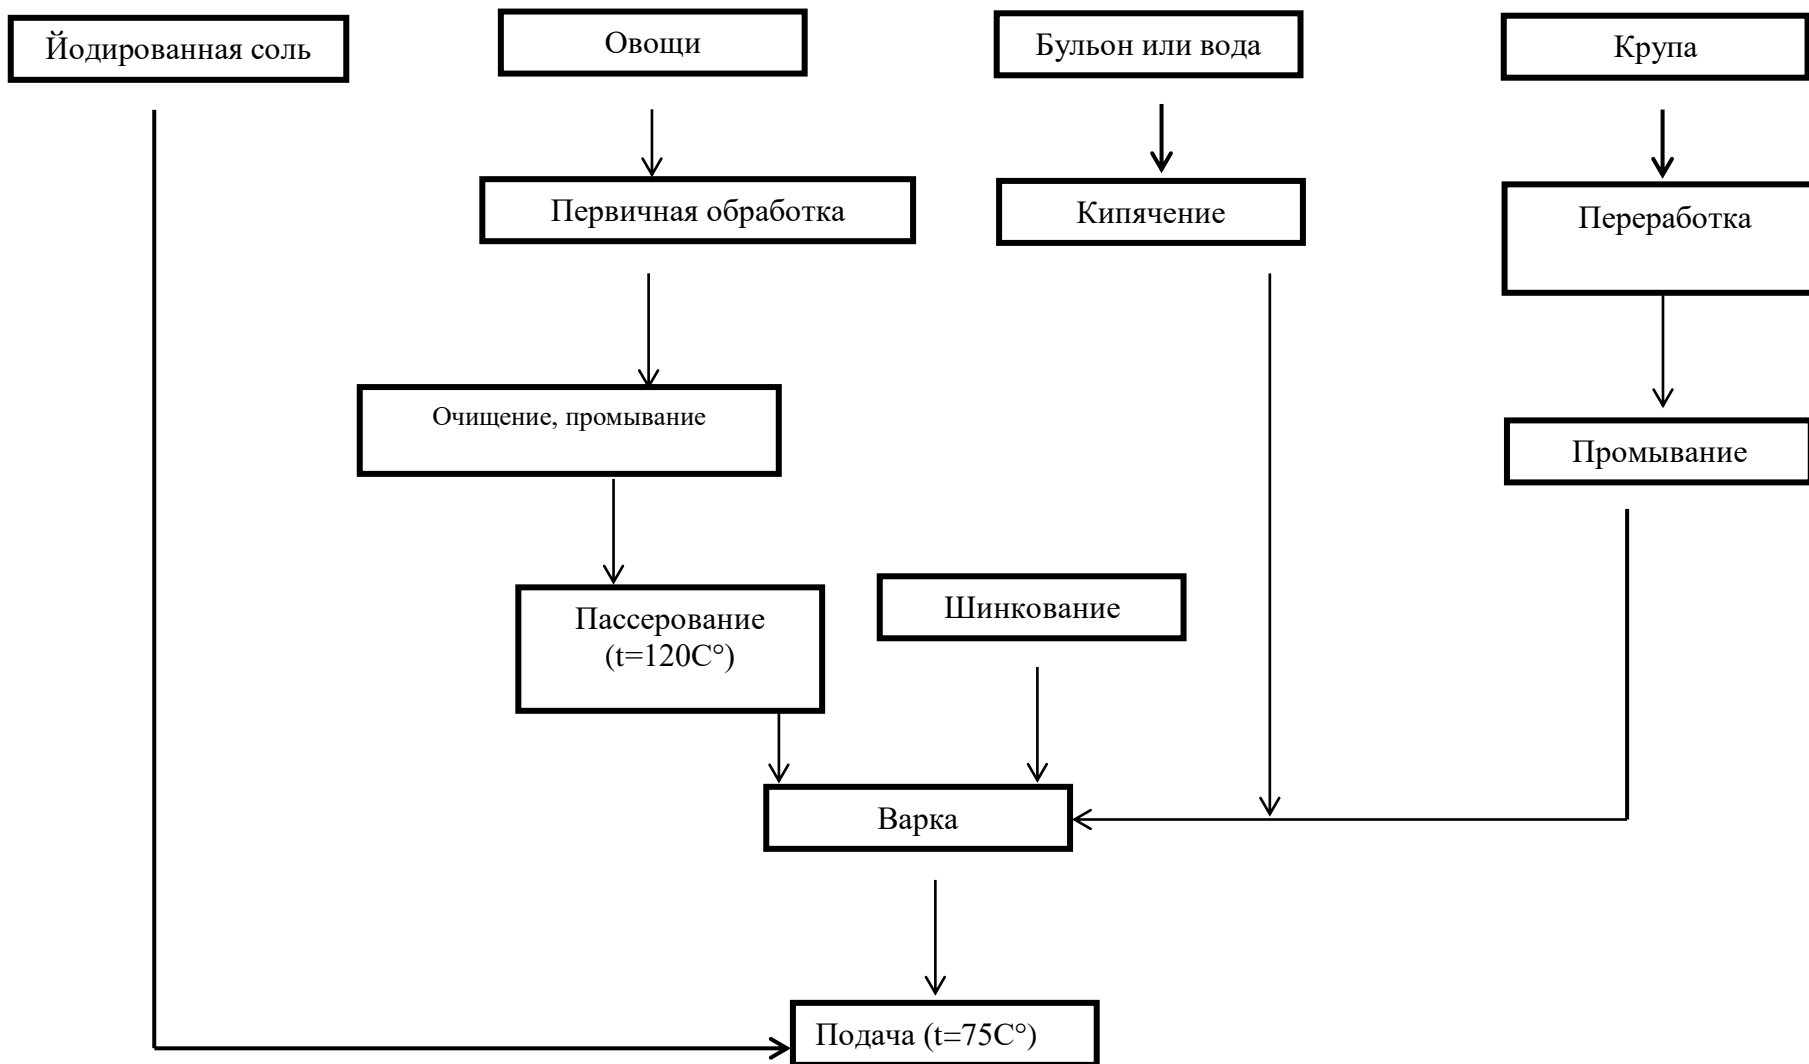 Йодированная соль
Овощи
Бульон или вода
Крупа
Первичная обработка
Кипячение
Переработка
Очищение, промывание
Промывание
Пассерование
(t=120C°)
Шинкование
Варка
Подача (t=75C°)